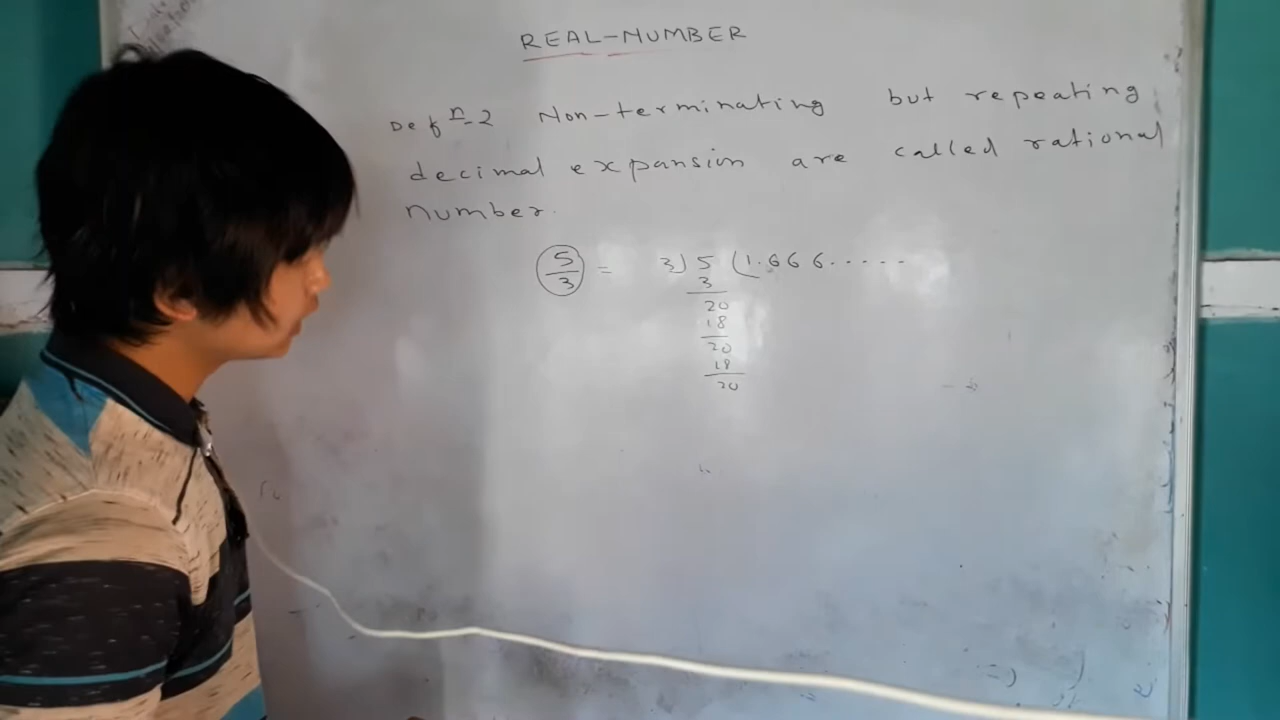 REAL-NUMBER
Defn-2 Non-terminating but repeating
decimal expansion are called rational
number.
5/3 = 3) 5 (1.666.....
3
20
18
20
18
20